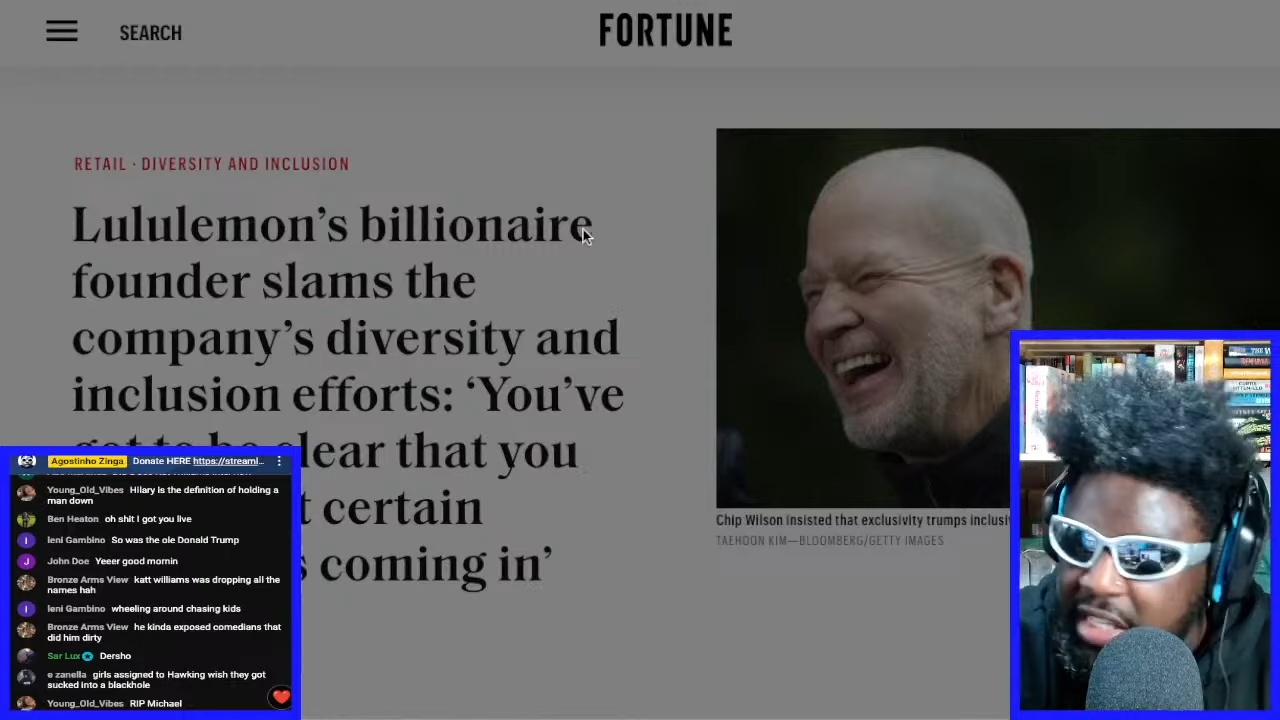 SEARCH
FORTUNE
RETAIL · DIVERSITY AND INCLUSION
Lululemon's billionaire
founder slams the
company's diversity and
inclusion efforts: 'You've
got to be clear that you
t certain
s coming in'
Chip Wilson insisted that exclusivity trumps inclusi
TAEHOON KIM—BLOOMBERG/GETTY IMAGES
Agostinho Zinga Donate HERE https://streaml...
Young_Old_Vibes Hilary is the definition of holding a
man down
Ben Heaton oh shit I got you live
Ieni Gambino So was the ole Donald Trump
John Doe Yeeer good mornin
Bronze Arms View katt williams was dropping all the
names hah
Ieni Gambino wheeling around chasing kids
Bronze Arms View he kinda exposed comedians that
did him dirty
Sar Lux Dersho
e zanella girls assigned to Hawking wish they got
sucked into a blackhole
Young_Old_Vibes RIP Michael